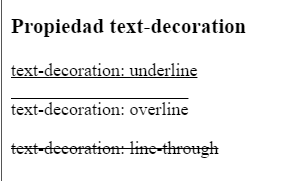 Propiedad text-decoration
text-decoration: underline
text-decoration: overline
text-decoration: line-through